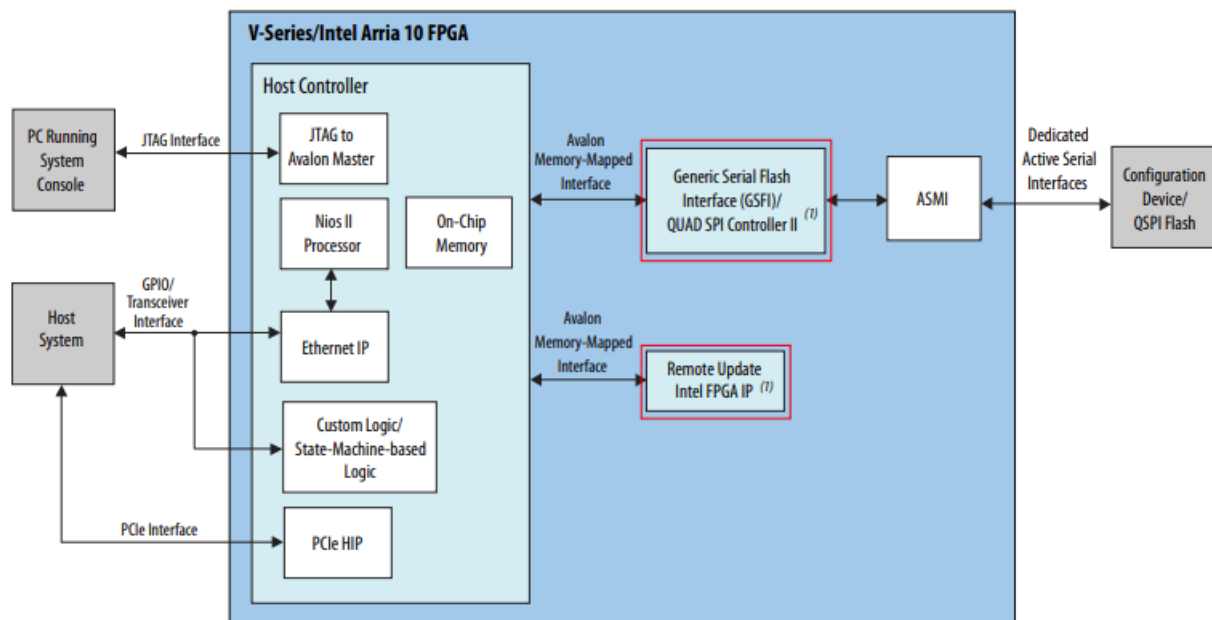 V-Series/Intel Arria 10 FPGA
Host Controller
PC Running
System
Console
JTAG Interface
JTAG to
Avalon Master
Avalon
Memory-Mapped
Interface
Generic Serial Flash
Interface (GSFI)/
QUAD SPI Controller II (1)
ASMI
Dedicated
Active Serial
Interfaces
Configuration
Device/
QSPI Flash
Nios II
Processor
On-Chip
Memory
Host
System
GPIO/
Transceiver
Interface
Ethernet IP
Avalon
Memory-Mapped
Interface
Remote Update
Intel FPGA IP (1)
Custom Logic/
State-Machine-based
Logic
PCIe Interface
PCIe HIP